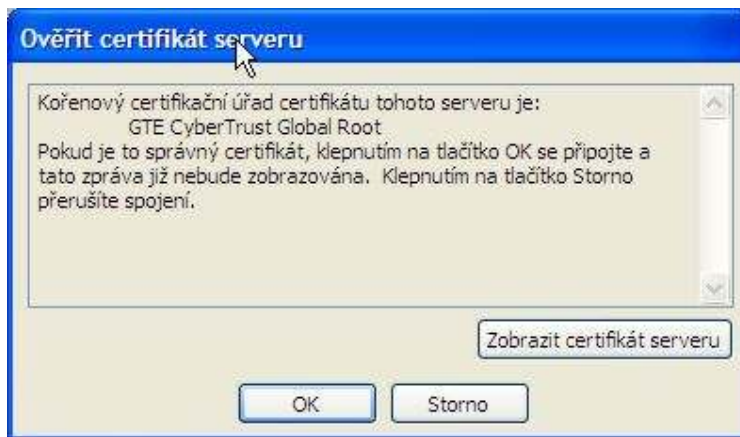 Ověřit certifikát serveru
Kořenový certifikační úřad certifikátu tohoto serveru je:
GTE CyberTrust Global Root
Pokud je to správný certifikát, klepnutím na tlačítko OK se připojte a
tato zpráva již nebude zobrazována. Klepnutím na tlačítko Storno
přerušíte spojení.
Zobrazit certifikát serveru
OK
Storno